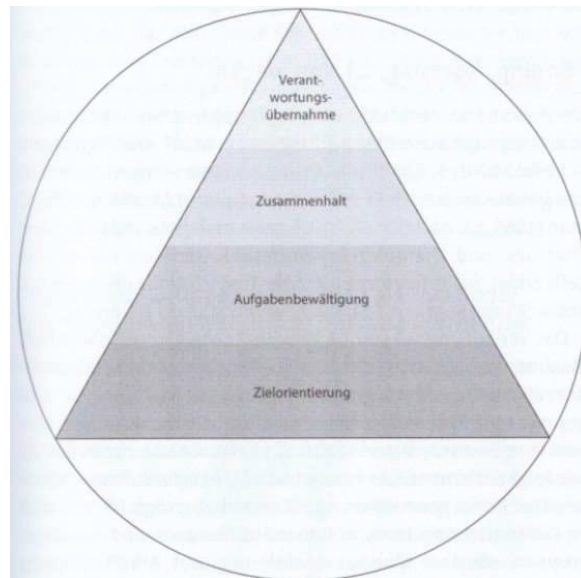 Verant-
wortungs-
übernahme
Zusammenhalt
Aufgabenbewältigung
Zielorientierung